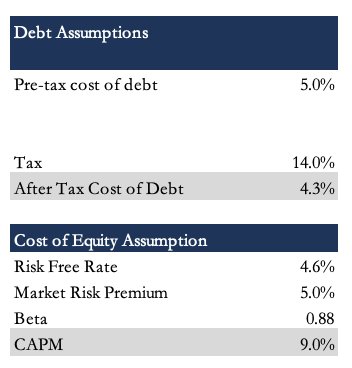 Debt Assumptions
Pre-tax cost of debt 5.0%
Tax 14.0%
After Tax Cost of Debt 4.3%
Cost of Equity Assumption
Risk Free Rate 4.6%
Market Risk Premium 5.0%
Beta 0.88
CAPM 9.0%